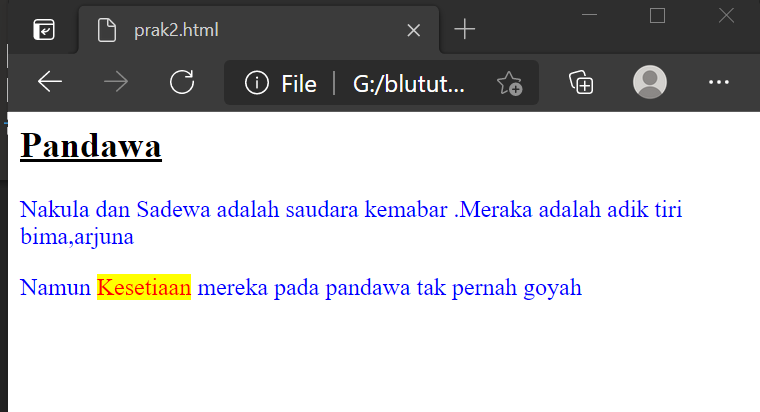 prak2.html
File
G:/blutut...
Pandawa
Nakula dan Sadewa adalah saudara kemabar .Meraka adalah adik tiri
bima,arjuna
Namun Kesetiaan mereka pada pandawa tak pernah goyah